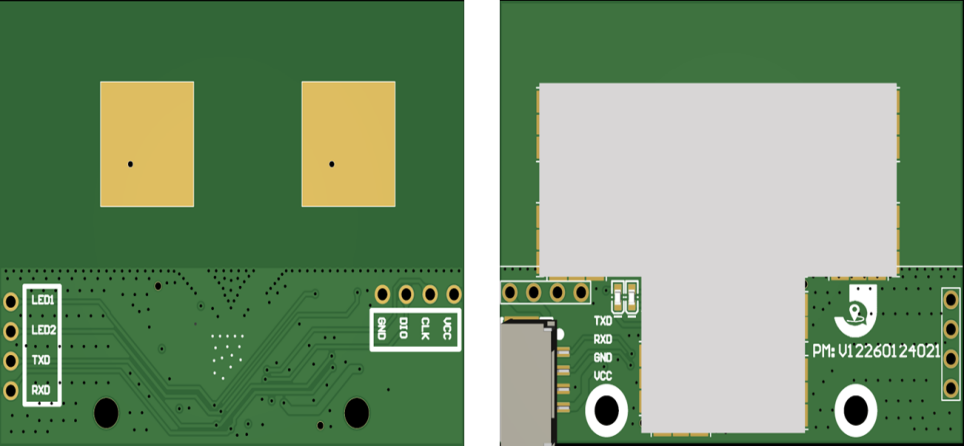 LED1
LED2
TXD
RXD
GND
DIO
CLK
VCC
TXD
RXD
GND
VCC
PM: V12260124021